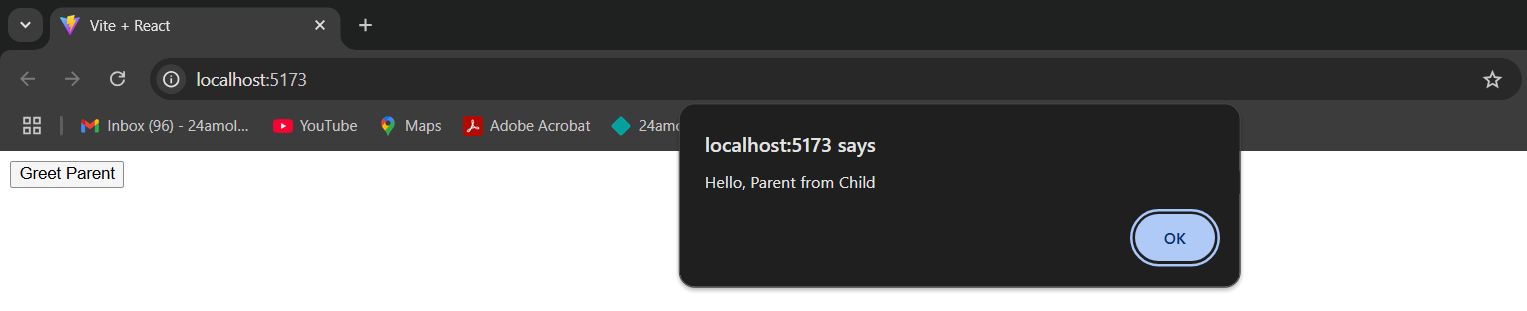 Vite + React
localhost:5173
Inbox (96) - 24amol... YouTube Maps Adobe Acrobat 24amo
localhost:5173 says
Hello, Parent from Child
OK
Greet Parent